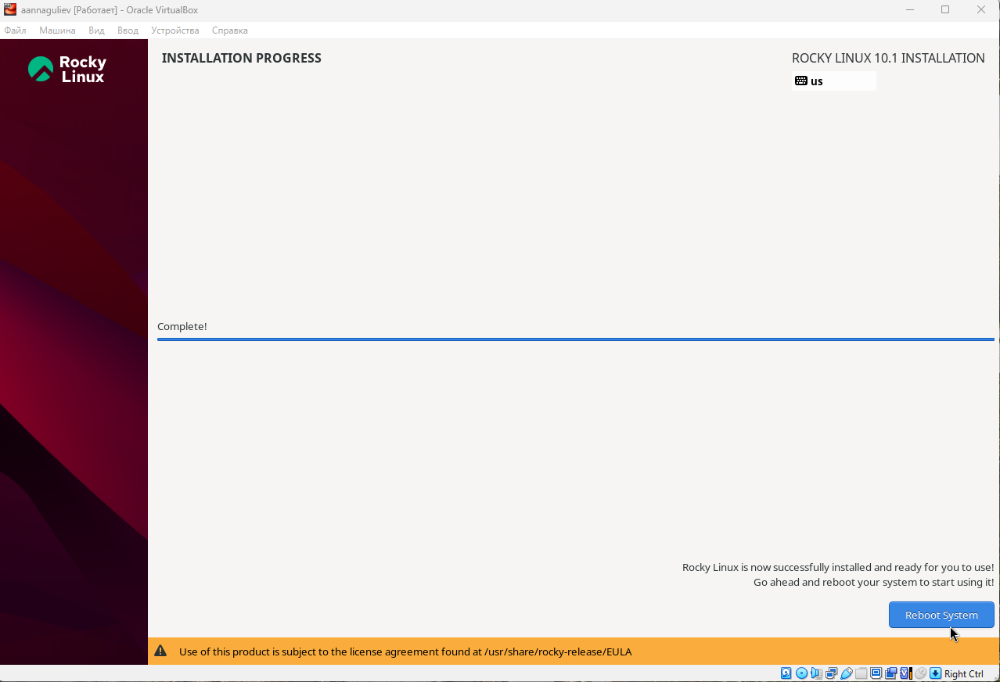 aannaguliev [Работает] - Oracle VirtualBox
Файл Машина Вид Ввод Устройства Справка
Rocky
Linux
INSTALLATION PROGRESS
ROCKY LINUX 10.1 INSTALLATION
us
Complete!
Rocky Linux is now successfully installed and ready for you to use!
Go ahead and reboot your system to start using it!
Reboot System
Use of this product is subject to the license agreement found at /usr/share/rocky-release/EULA
Right Ctrl